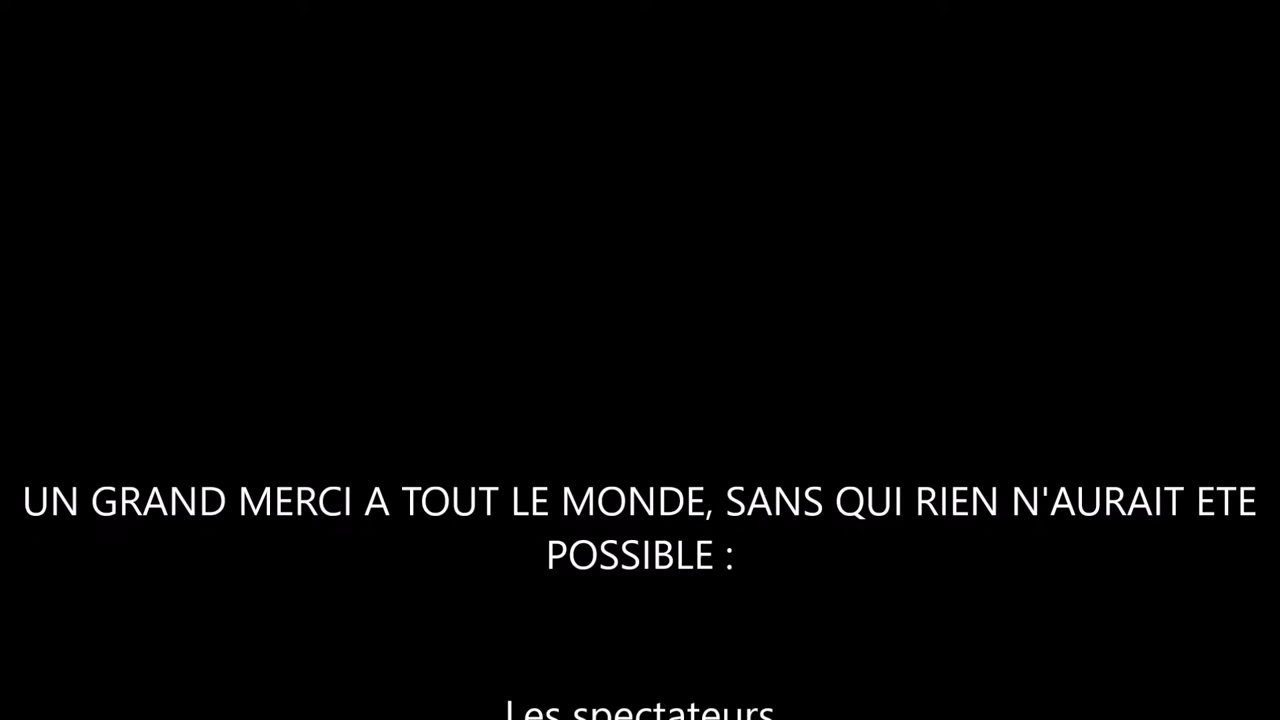 UN GRAND MERCI A TOUT LE MONDE, SANS QUI RIEN N'AURAIT ETE
POSSIBLE :
Les spectateurs